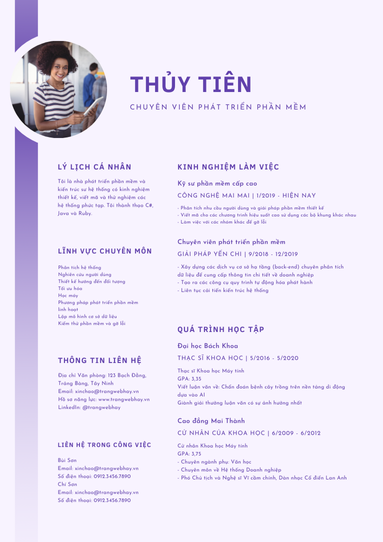 THỦY TIÊN
CHUYÊN VIÊN PHÁT TRIỂN PHẦN MỀM
LÝ LỊCH CÁ NHÂN
Tôi là nhà phát triển phần mềm và
kiến trúc sư hệ thống có kinh nghiệm
thiết kế, viết mã và thử nghiệm các
hệ thống phức tạp. Tôi thành thạo C#,
Java và Ruby.
LĨNH VỰC CHUYÊN MÔN
Phân tích hệ thống
Nghiên cứu người dùng
Thiết kế hướng đến đối tượng
Tối ưu hóa
Học máy
Phương pháp phát triển phần mềm
linh hoạt
Lập mô hình cơ sở dữ liệu
Kiểm thử phần mềm và gỡ lỗi
THÔNG TIN LIÊN HỆ
Địa chỉ Văn phòng: 123 Bạch Đằng,
Trảng Bàng, Tây Ninh
Email: xinchao@trangwebhay.vn
Hồ sơ năng lực: www.trangwebhay.vn
LinkedIn: @trangwebhay
LIÊN HỆ TRONG CÔNG VIỆC
Bùi Sơn
Email: xinchao@trangwebhay.vn
Số điện thoại: 0912.3456.7890
Chí Sơn
Email: xinchao@trangwebhay.vn
Số điện thoại: 0912.3456.7890
KINH NGHIỆM LÀM VIỆC
Kỹ sư phần mềm cấp cao
CÔNG NGHỆ MAI MAI | 1/2019 - HIỆN NAY
- Phân tích nhu cầu người dùng và giải pháp phần mềm thiết kế
- Viết mã cho các chương trình hiệu suất cao sử dụng các bộ khung khác nhau
- Làm việc với các nhóm khác để gỡ lỗi
Chuyên viên phát triển phần mềm
GIẢI PHÁP YẾN CHI | 9/2018 - 12/2019
- Xây dựng các dịch vụ cơ sở hạ tầng (back-end) chuyên phân tích
dữ liệu để cung cấp thông tin chi tiết về doanh nghiệp
- Tạo ra các công cụ quy trình tự động hóa phát hành
- Liên tục cải tiến kiến trúc hệ thống
QUÁ TRÌNH HỌC TẬP
Đại học Bách Khoa
THẠC SĨ KHOA HỌC | 5/2016 - 5/2020
Thạc sĩ Khoa học Máy tính
GPA: 3,35
Viết luận văn về: Chẩn đoán bệnh cây trồng trên nền tảng di động
dựa vào AI
Giành giải thưởng luận văn có sự ảnh hưởng nhất
Cao đẳng Mai Thành
CỬ NHÂN CỦA KHOA HỌC | 6/2009 - 6/2012
Cử nhân Khoa học Máy tính
GPA: 3,75
- Chuyên ngành phụ: Văn học
- Chuyên môn về Hệ thống Doanh nghiệp
- Phó Chủ tịch và Nghệ sĩ Vĩ cầm chính, Dàn nhạc Cổ điển Lan Anh